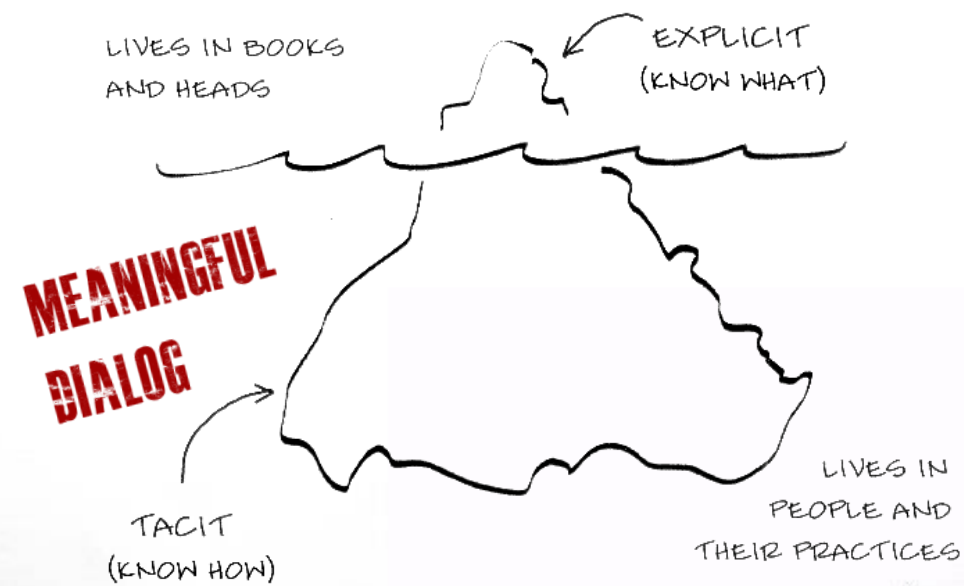 LIVES IN BOOKS
AND HEADS
EXPLICIT
(KNOW WHAT)
MEANINGFUL
DIALOG
TACIT
(KNOW HOW)
LIVES IN
PEOPLE AND
THEIR PRACTICES